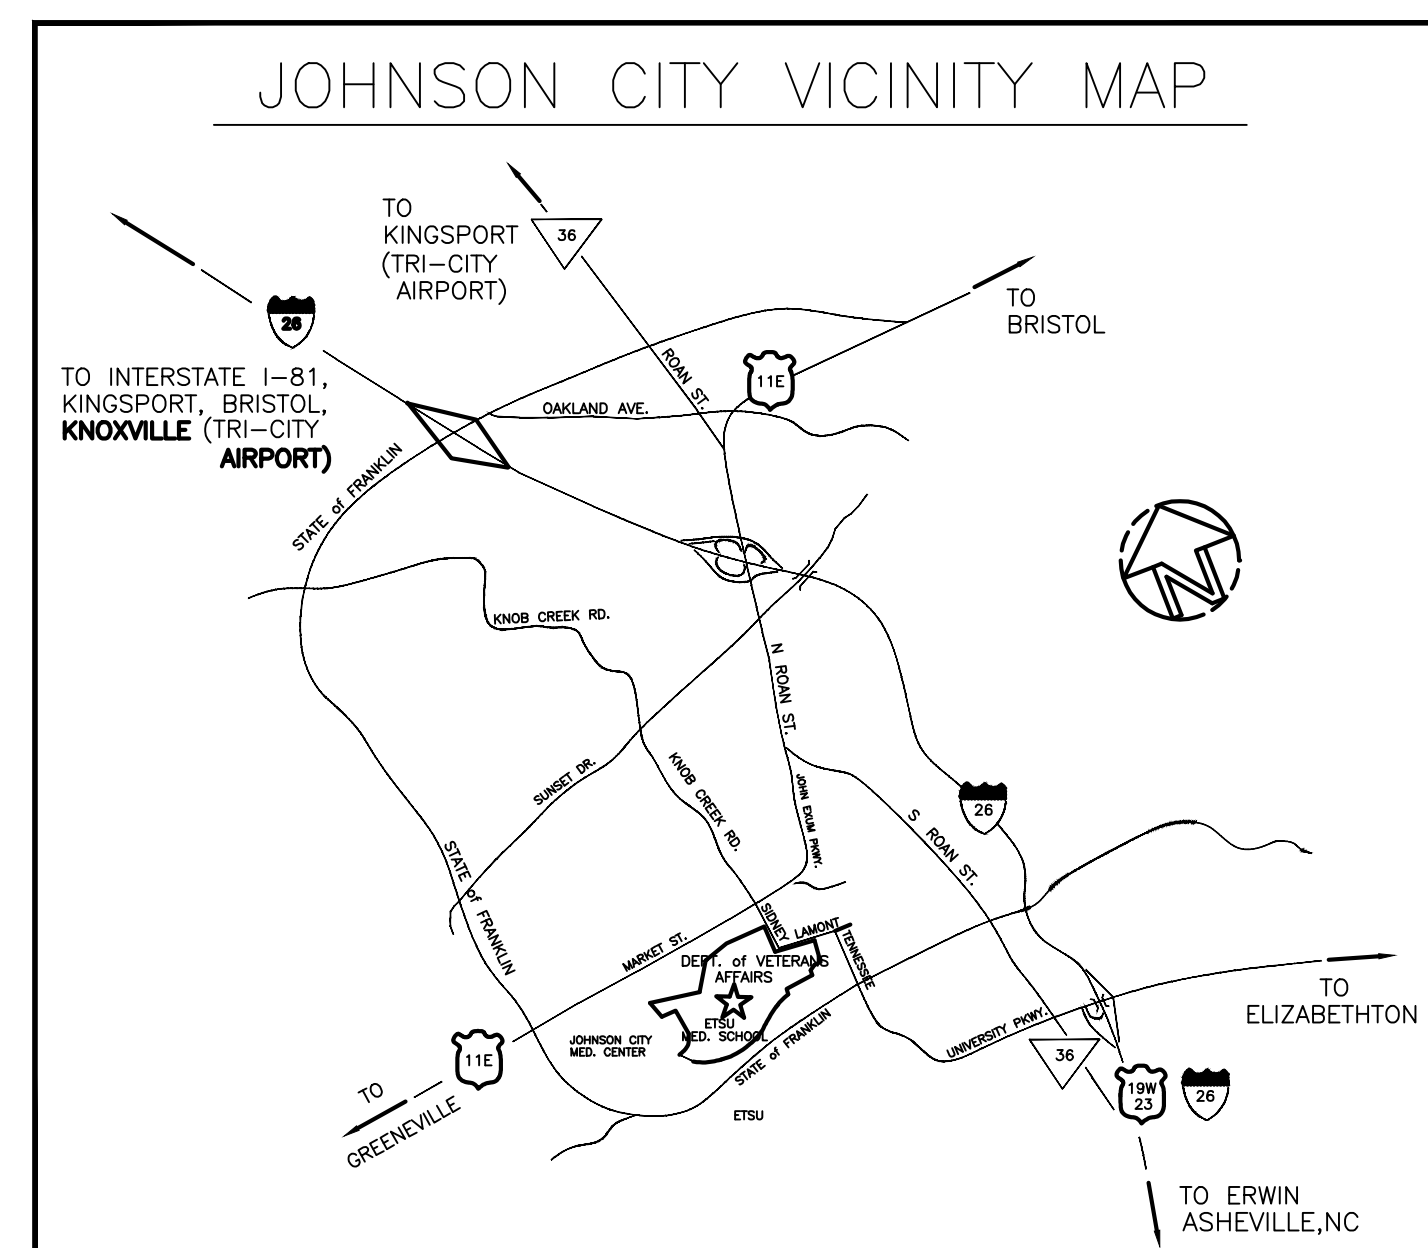 JOHNSON CITY VICINITY MAP
TO
KINGSPORT
(TRI-CITY
AIRPORT)
36
26
TO
BRISTOL
TO INTERSTATE I-81,
KINGSPORT, BRISTOL,
KNOXVILLE (TRI-CITY
AIRPORT)
ROAN ST.
11E
OAKLAND AVE.
STATE of FRANKLIN
N
KNOB CREEK RD.
N ROAN ST.
SUNSET DR.
KNOB CREEK RD.
JOHN EXUM PKWY.
S ROAN ST.
26
STATE of FRANKLIN
MARKET ST.
SIDNEY
LAMONT
TENNESSEE
DEPT. of VETERANS
AFFAIRS
ETSU
MED. SCHOOL
JOHNSON CITY
MED. CENTER
STATE of FRANKLIN
UNIVERSITY PKWY.
TO
ELIZABETHTON
11E
36
19W
23
26
TO
GREENEVILLE
ETSU
TO ERWIN
ASHEVILLE,NC